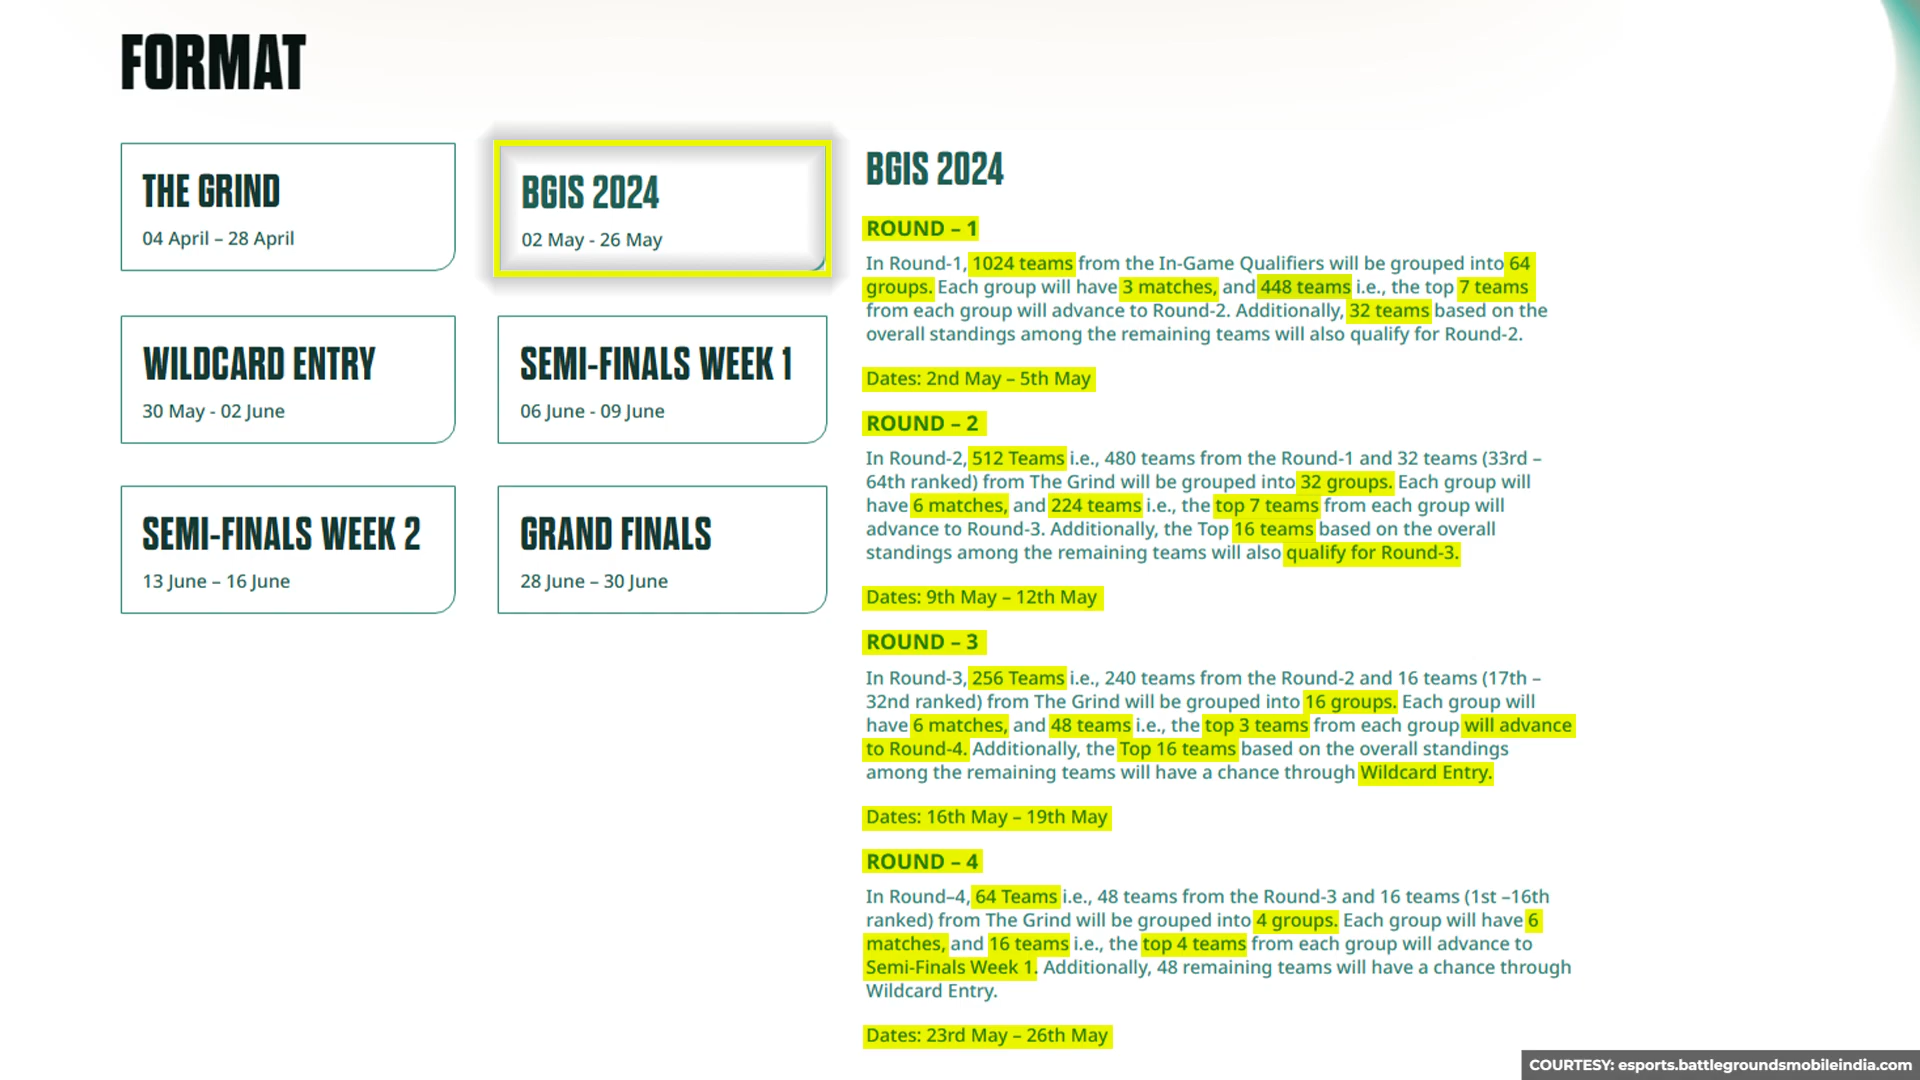 FORMAT
THE GRIND
04 April – 28 April
BGIS 2024
02 May - 26 May
WILDCARD ENTRY
30 May - 02 June
SEMI-FINALS WEEK 1
06 June - 09 June
SEMI-FINALS WEEK 2
13 June – 16 June
GRAND FINALS
28 June – 30 June
BGIS 2024
ROUND – 1
In Round-1, 1024 teams from the In-Game Qualifiers will be grouped into 64
groups. Each group will have 3 matches, and 448 teams i.e., the top 7 teams
from each group will advance to Round-2. Additionally, 32 teams based on the
overall standings among the remaining teams will also qualify for Round-2.
Dates: 2nd May – 5th May
ROUND – 2
In Round-2, 512 Teams i.e., 480 teams from the Round-1 and 32 teams (33rd –
64th ranked) from The Grind will be grouped into 32 groups. Each group will
have 6 matches, and 224 teams i.e., the top 7 teams from each group will
advance to Round-3. Additionally, the Top 16 teams based on the overall
standings among the remaining teams will also qualify for Round-3.
Dates: 9th May – 12th May
ROUND – 3
In Round-3, 256 Teams i.e., 240 teams from the Round-2 and 16 teams (17th –
32nd ranked) from The Grind will be grouped into 16 groups. Each group will
have 6 matches, and 48 teams i.e., the top 3 teams from each group will advance
to Round-4. Additionally, the Top 16 teams based on the overall standings
among the remaining teams will have a chance through Wildcard Entry.
Dates: 16th May – 19th May
ROUND – 4
In Round–4, 64 Teams i.e., 48 teams from the Round-3 and 16 teams (1st –16th
ranked) from The Grind will be grouped into 4 groups. Each group will have 6
matches, and 16 teams i.e., the top 4 teams from each group will advance to
Semi-Finals Week 1. Additionally, 48 remaining teams will have a chance through
Wildcard Entry.
Dates: 23rd May – 26th May
COURTESY: esports.battlegroundsmobileindia.com